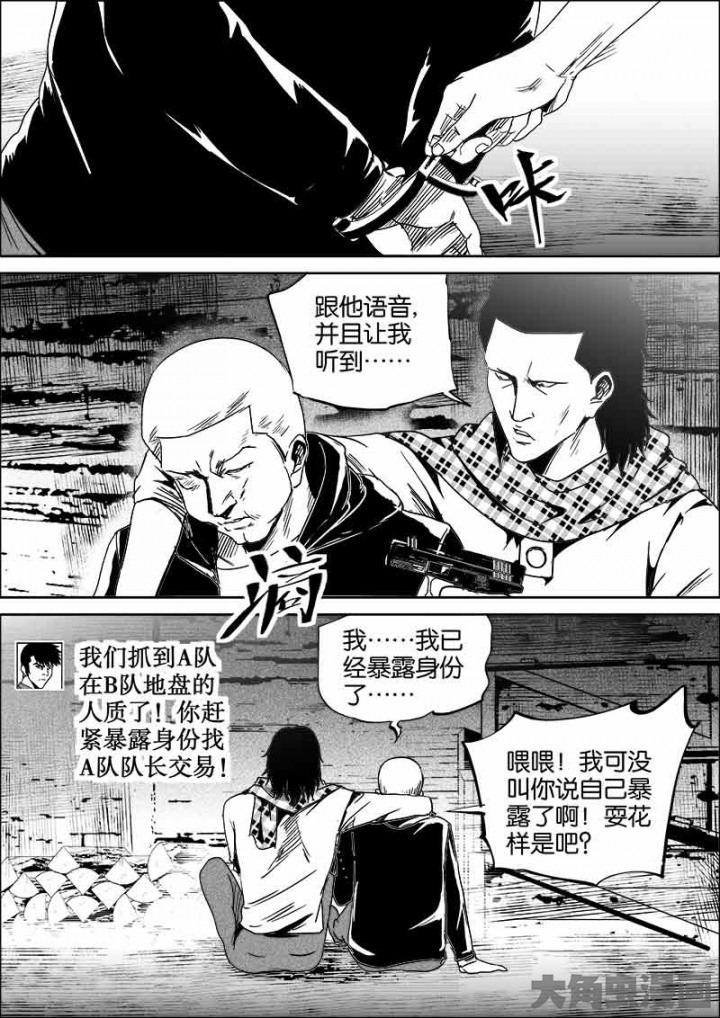 咔
跟他语音，
并且让我
听到……
我们抓到A队
在B队地盘的
人质了！你赶
紧暴露身份找
A队队长交易！
我……我已
经暴露身份
了……
喂喂！我可没
叫你说自己暴
露了啊！耍花
样是吧？
大角虫漫画